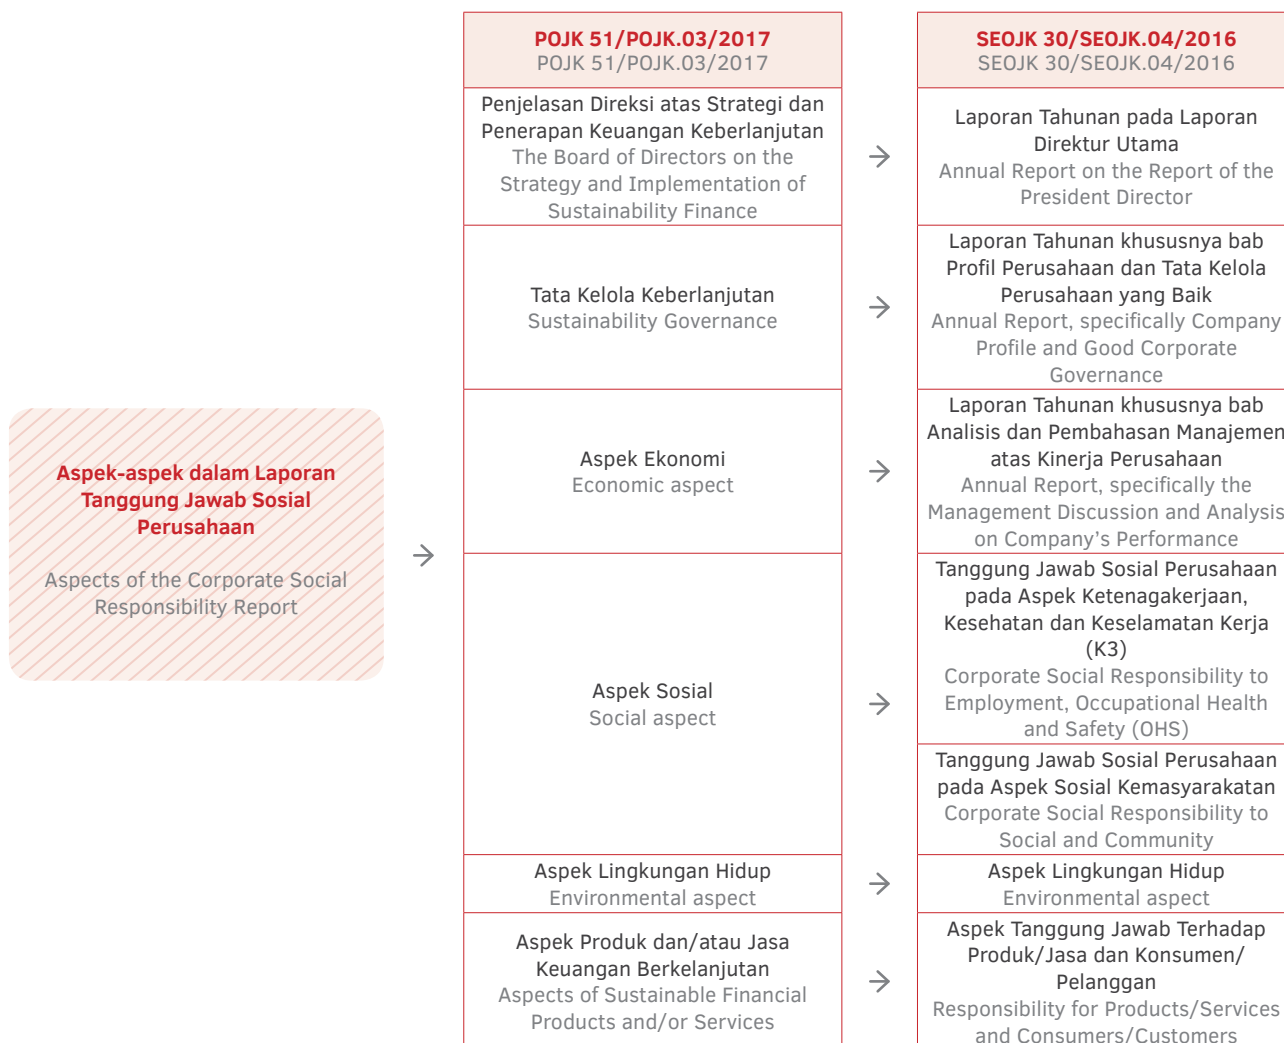 Aspek-aspek dalam Laporan
Tanggung Jawab Sosial
Perusahaan
Aspects of the Corporate Social
Responsibility Report
POJK 51/POJK.03/2017
POJK 51/POJK.03/2017
SEOJK 30/SEOJK.04/2016
SEOJK 30/SEOJK.04/2016
Penjelasan Direksi atas Strategi dan
Penerapan Keuangan Keberlanjutan
The Board of Directors on the
Strategy and Implementation of
Sustainability Finance
Laporan Tahunan pada Laporan
Direktur Utama
Annual Report on the Report of the
President Director
Tata Kelola Keberlanjutan
Sustainability Governance
Laporan Tahunan khususnya bab
Profil Perusahaan dan Tata Kelola
Perusahaan yang Baik
Annual Report, specifically Company
Profile and Good Corporate
Governance
Aspek Ekonomi
Economic aspect
Laporan Tahunan khususnya bab
Analisis dan Pembahasan Manajemen
atas Kinerja Perusahaan
Annual Report, specifically the
Management Discussion and Analysis
on Company's Performance
Aspek Sosial
Social aspect
Tanggung Jawab Sosial Perusahaan
pada Aspek Ketenagakerjaan,
Kesehatan dan Keselamatan Kerja
(K3)
Corporate Social Responsibility to
Employment, Occupational Health
and Safety (OHS)
Tanggung Jawab Sosial Perusahaan
pada Aspek Sosial Kemasyarakatan
Corporate Social Responsibility to
Social and Community
Aspek Lingkungan Hidup
Environmental aspect
Aspek Lingkungan Hidup
Environmental aspect
Aspek Produk dan/atau Jasa
Keuangan Berkelanjutan
Aspects of Sustainable Financial
Products and/or Services
Aspek Tanggung Jawab Terhadap
Produk/Jasa dan Konsumen/
Pelanggan
Responsibility for Products/Services
and Consumers/Customers